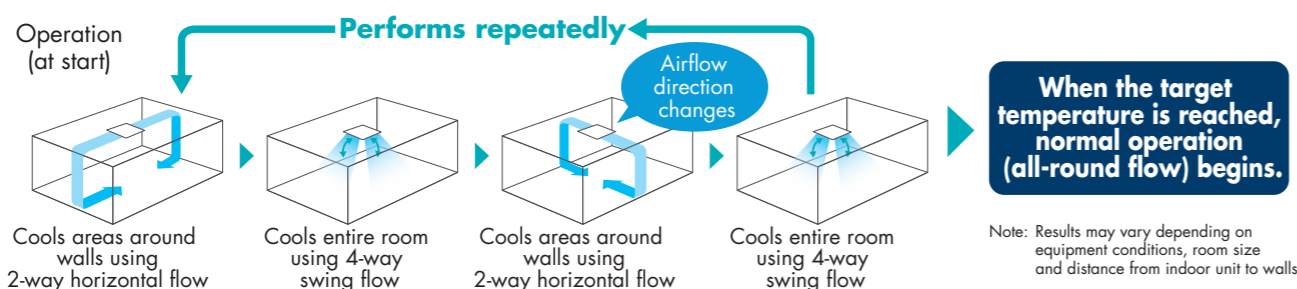 Operation
(at start)
Performs repeatedly
Airflow
direction
changes
Cools areas around
walls using
2-way horizontal flow
Cools entire room
using 4-way
swing flow
Cools areas around
walls using
2-way horizontal flow
Cools entire room
using 4-way
swing flow
When the target
temperature is reached,
normal operation
(all-round flow) begins.
Note: Results may vary depending on
equipment conditions, room size
and distance from indoor unit to walls